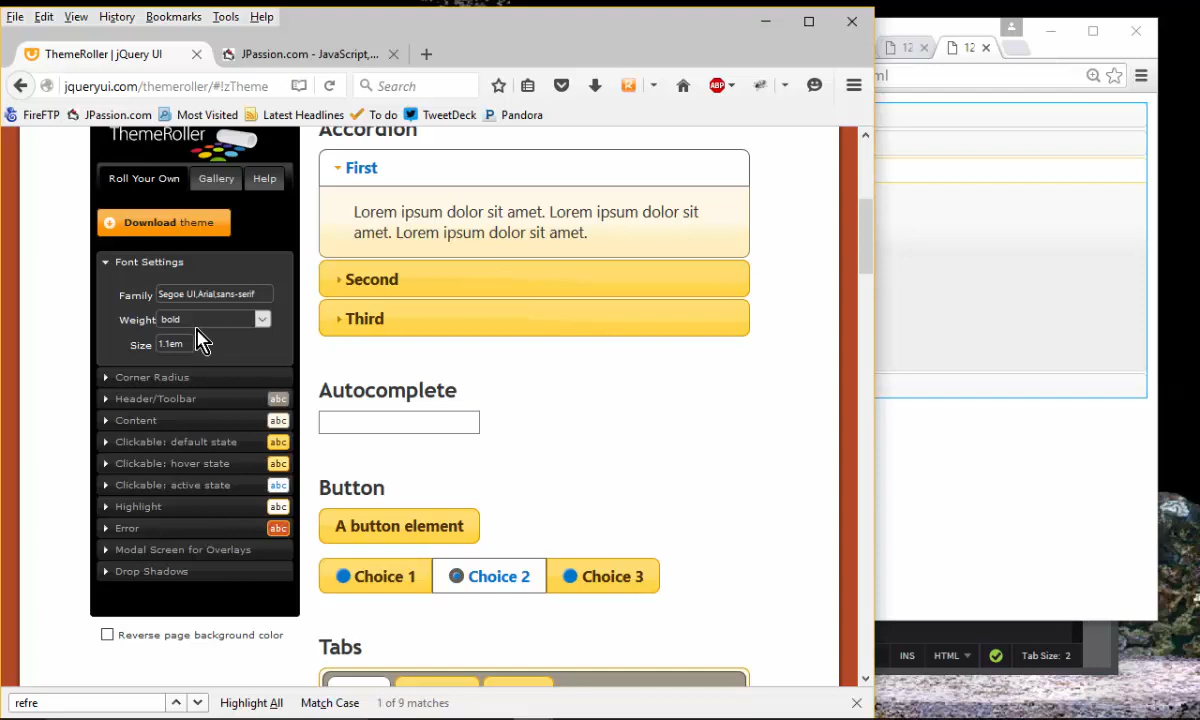 File Edit View History Bookmarks Tools Help
ThemeRoller | jQuery UI
JPassion.com - JavaScript,...
12
12
jqueryui.com/themeroller/#!zTheme
Search
ABP
ml
FireFTP JPassion.com Most Visited Latest Headlines To do TweetDeck Pandora
ThemeRoller
Roll Your Own Gallery Help
Download theme
Font Settings
Family Segoe UI,Arial,sans-serif
Weight bold
Size 1.1em
Corner Radius
Header/Toolbar abc
Content abc
Clickable: default state abc
Clickable: hover state abc
Clickable: active state abc
Highlight abc
Error abc
Modal Screen for Overlays
Drop Shadows
Reverse page background color
Accordion
First
Lorem ipsum dolor sit amet. Lorem ipsum dolor sit
amet. Lorem ipsum dolor sit amet.
Second
Third
Autocomplete
Button
A button element
Choice 1 Choice 2 Choice 3
Tabs
INS HTML Tab Size: 2
refre Highlight All Match Case 1 of 9 matches